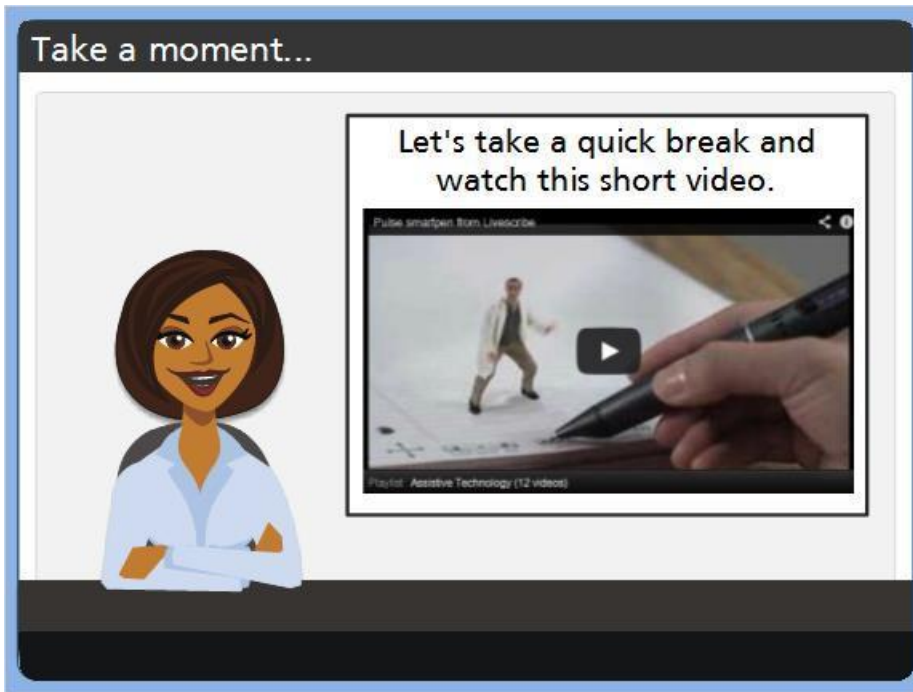 Take a moment...
Let's take a quick break and
watch this short video.
Pulse smartpen from Livescribe
Playlist Assistive Technology (12 videos)